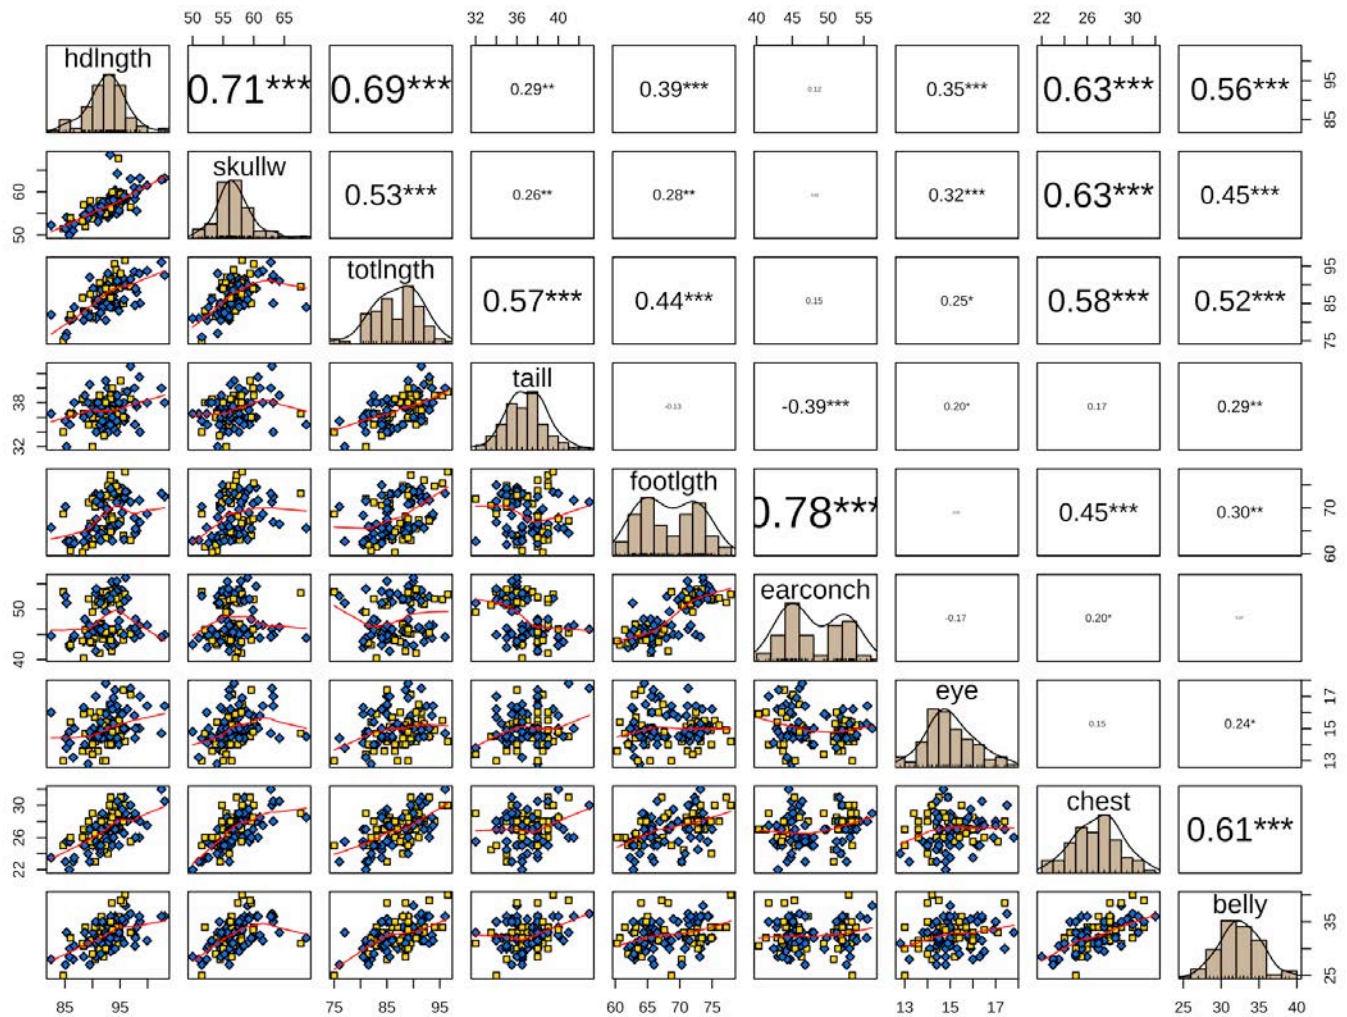 50 55 60 65 32 36 40 40 45 50 55 22 26 30
hdlngth 0.71*** 0.69*** 0.29** 0.39*** 0.12 0.35*** 0.63*** 0.56*** 85 95
50 60 skullw 0.53*** 0.26** 0.28** 0.32*** 0.63*** 0.45***
totlngth 0.57*** 0.44*** 0.15 0.25* 0.58*** 0.52*** 75 85 95
32 38 taill -0.13 -0.39*** 0.20* 0.17 0.29**
footlgth 0.78*** 0.45*** 0.30** 60 70
40 50 earconch -0.17 0.20*
eye 0.15 0.24* 13 15 17
22 26 30 chest 0.61***
belly 25 35
85 95 75 85 95 60 65 70 75 13 15 17 25 30 35 40